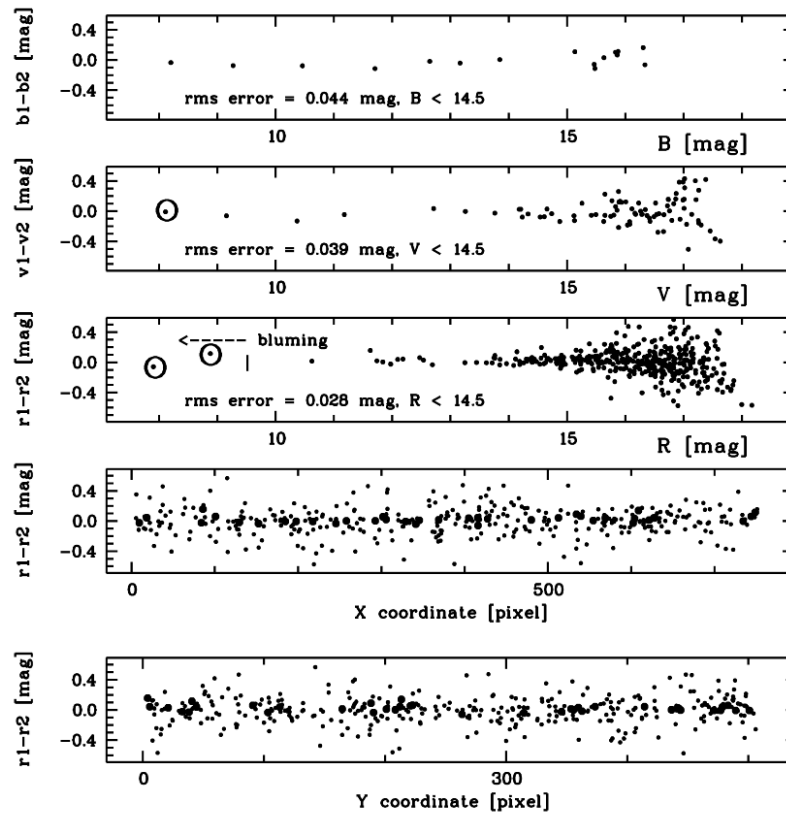 b1-b2 [mag]
0.4
0.0
-0.4
rms error = 0.044 mag, B < 14.5
10
15
B [mag]
v1-v2 [mag]
0.4
0.0
-0.4
rms error = 0.039 mag, V < 14.5
10
15
V [mag]
r1-r2 [mag]
0.4
0.0
-0.4
bluming
rms error = 0.028 mag, R < 14.5
10
15
R [mag]
r1-r2 [mag]
0.4
0.0
-0.4
0
500
X coordinate [pixel]
r1-r2 [mag]
0.4
0.0
-0.4
0
300
Y coordinate [pixel]